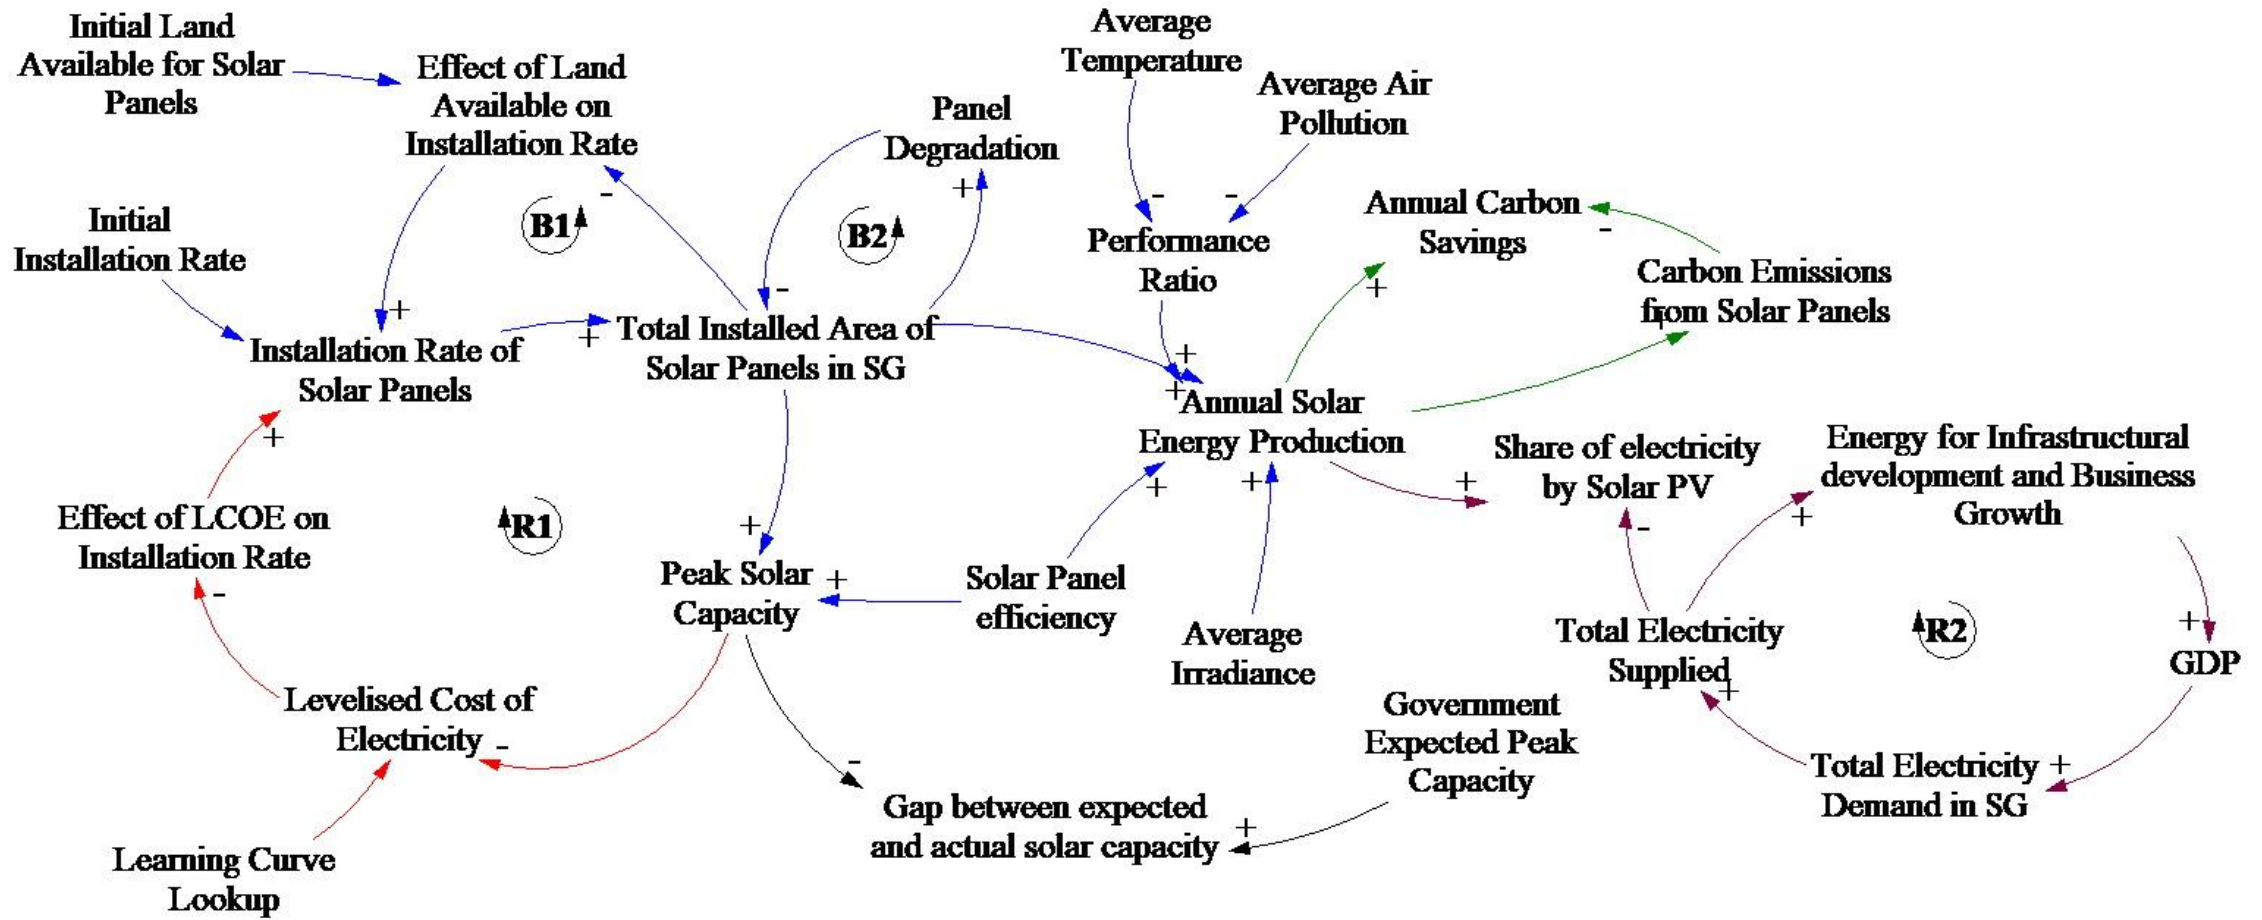 Initial Land
Available for Solar
Panels
Effect of Land
Available on
Installation Rate
-
Panel
Degradation
+
Average
Temperature
Average Air
Pollution
-
-
Performance
Ratio
Annual Carbon
Savings
-
+
Carbon Emissions
from Solar Panels
+
Initial
Installation Rate
B1
B2
+
-
Installation Rate of
Solar Panels
+
Total Installed Area of
Solar Panels in SG
+
+
Annual Solar
Energy Production
+
+
+
Share of electricity
by Solar PV
-
Energy for Infrastructural
development and Business
Growth
+
+
Effect of LCOE on
Installation Rate
-
R1
+
Peak Solar
Capacity
+
Solar Panel
efficiency
Average
Irradiance
Total Electricity
Supplied
+
R2
+
GDP
Levelised Cost of
Electricity
-
Government
Expected Peak
Capacity
Total Electricity
Demand in SG
+
-
Gap between expected
and actual solar capacity
+
Learning Curve
Lookup